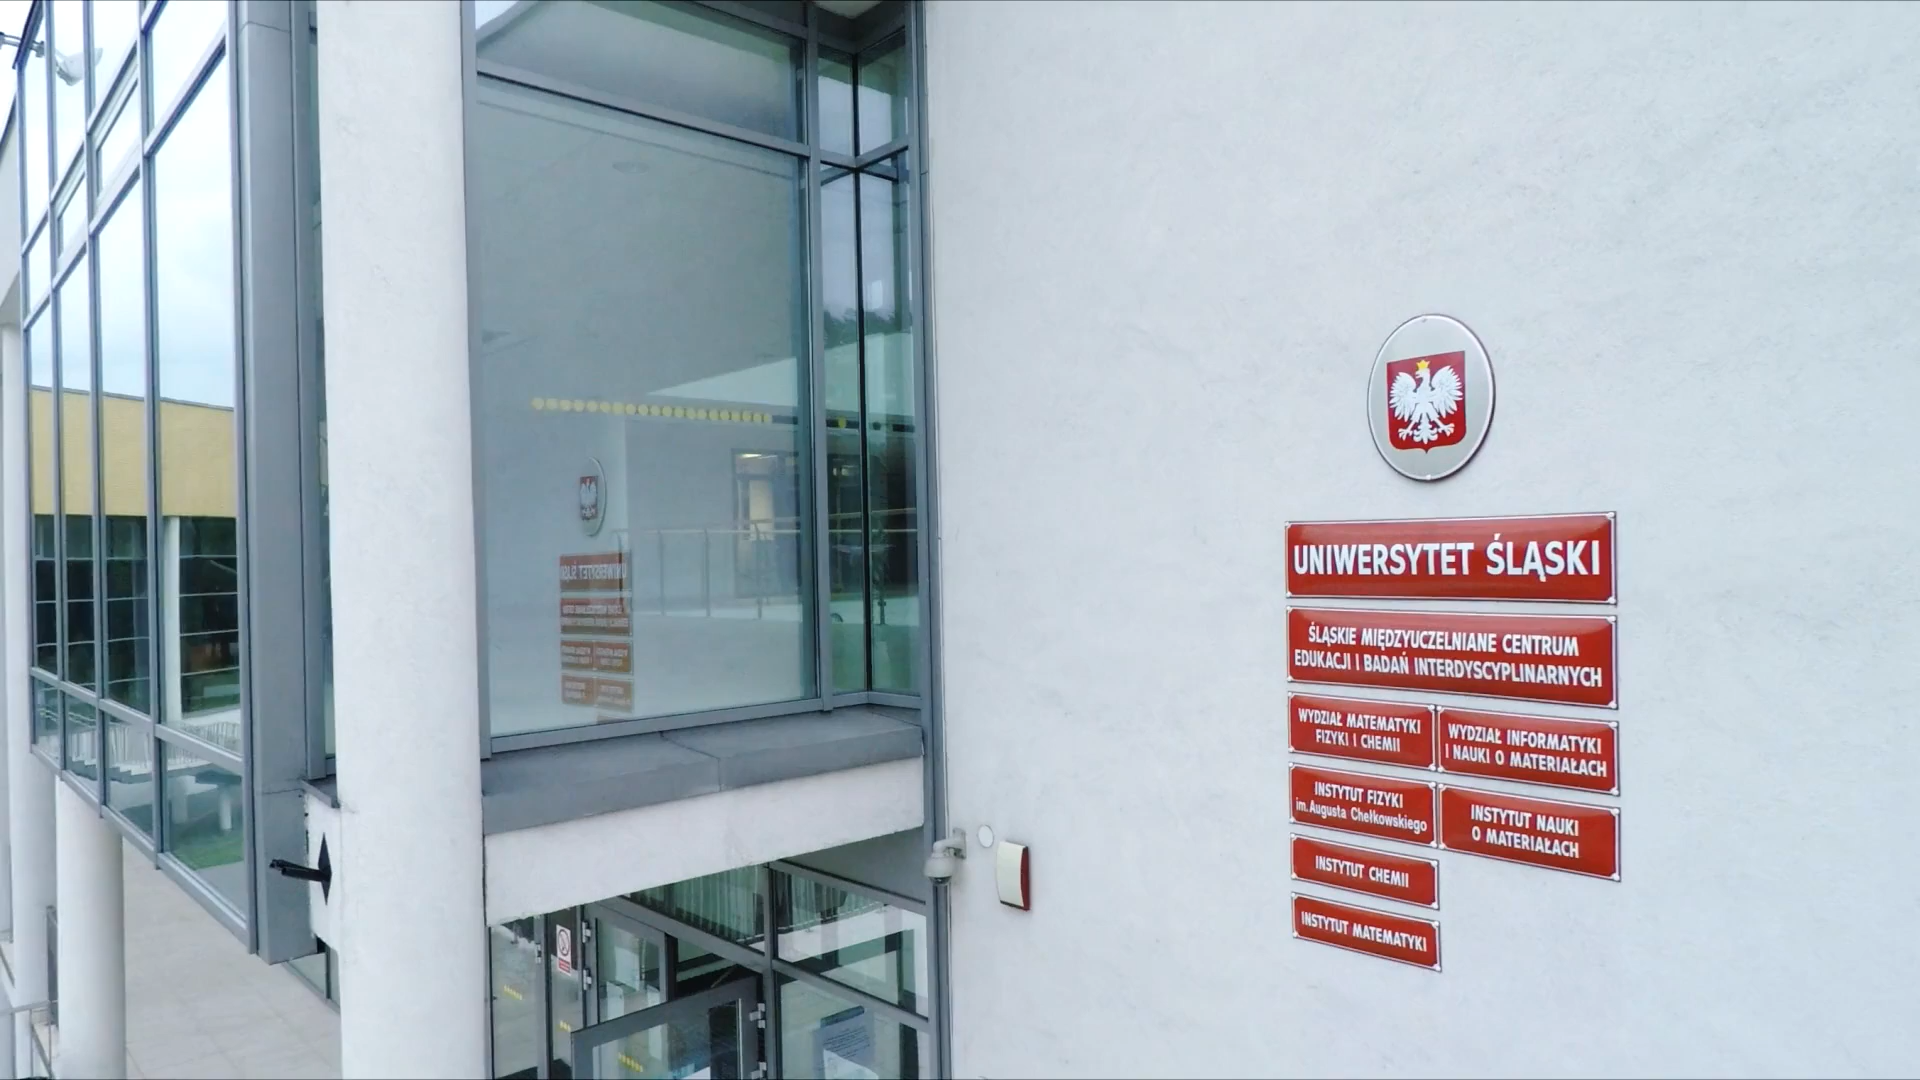 UNIWERSYTET ŚLĄSKI
ŚLĄSKIE MIĘDZYUCZELNIANE CENTRUM
EDUKACJI I BADAŃ INTERDYSCYPLINARNYCH
WYDZIAŁ MATEMATYKI
FIZYKI I CHEMII
WYDZIAŁ INFORMATYKI
I NAUKI O MATERIAŁACH
INSTYTUT FIZYKI
im. Augusta Chełkowskiego
INSTYTUT NAUKI
O MATERIAŁACH
INSTYTUT CHEMII
INSTYTUT MATEMATYKI